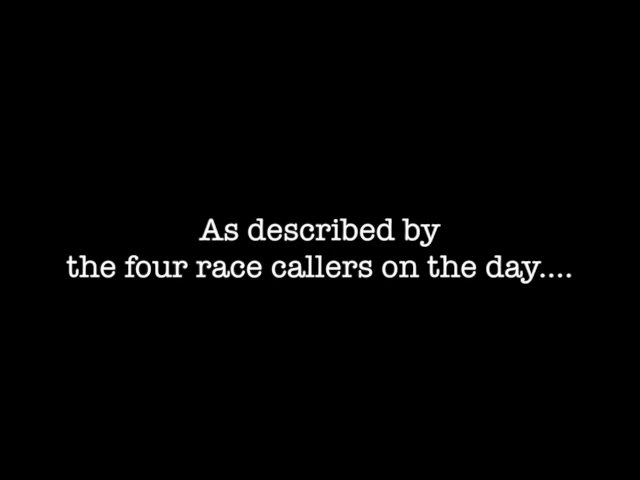 As described by
the four race callers on the day....